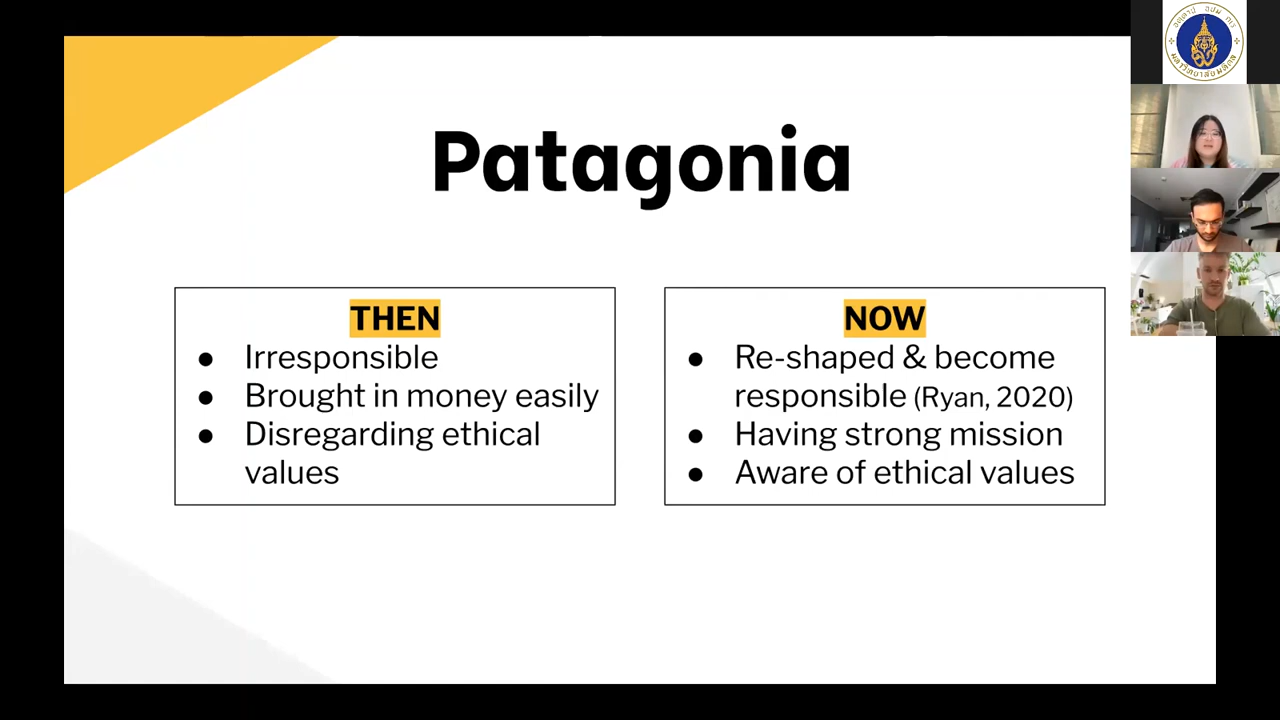 Patagonia
THEN
● Irresponsible
● Brought in money easily
● Disregarding ethical
values
NOW
● Re-shaped & become
responsible (Ryan, 2020)
● Having strong mission
● Aware of ethical values